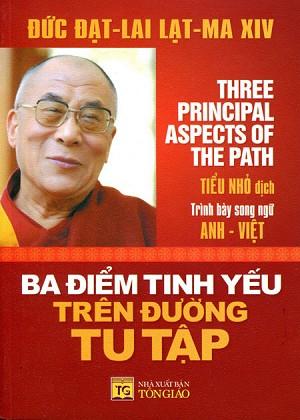 ĐỨC ĐẠT-LAI LẠT-MA XIV
THREE
PRINCIPAL
ASPECTS OF
THE PATH
TIỂU NHỎ dịch
Trình bày song ngữ
ANH - VIỆT
BA ĐIỂM TINH YẾU
TRÊN ĐƯỜNG
TU TẬP
TG
NHÀ XUẤT BẢN
TÔN GIÁO